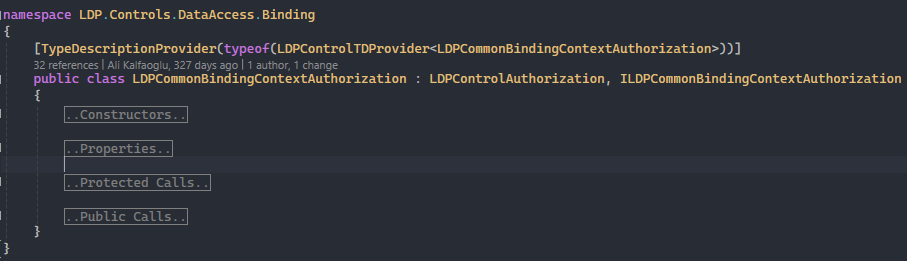 namespace LDP.Controls.DataAccess.Binding
{
[TypeDescriptionProvider(typeof(LDPControlTDProvider<LDPCommonBindingContextAuthorization>))]
32 references | Ali Kalfaoglu, 327 days ago | 1 author, 1 change
public class LDPCommonBindingContextAuthorization : LDPControlAuthorization, ILDPCommonBindingContextAuthorization
{
..Constructors..
..Properties..
..Protected Calls..
..Public Calls..
}
}